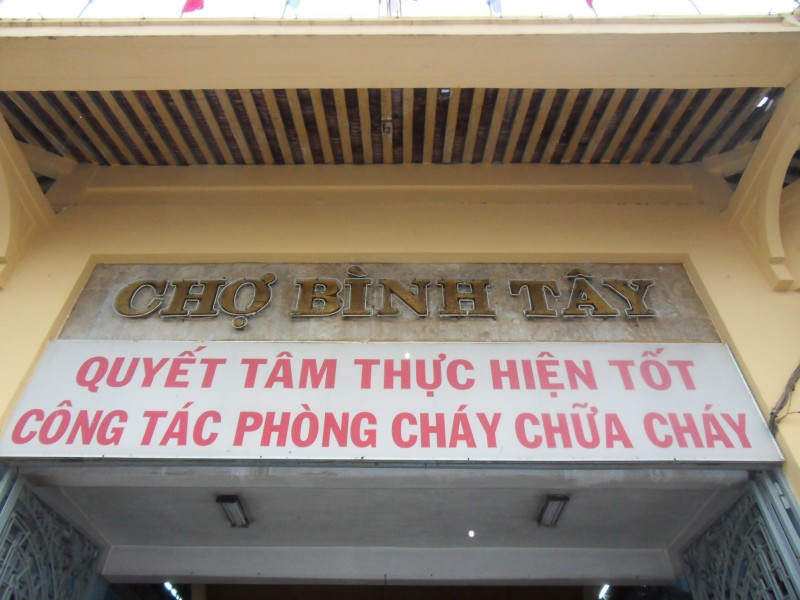 CHỢ BÌNH TÂY
QUYẾT TÂM THỰC HIỆN TỐT
CÔNG TÁC PHÒNG CHÁY CHỮA CHÁY